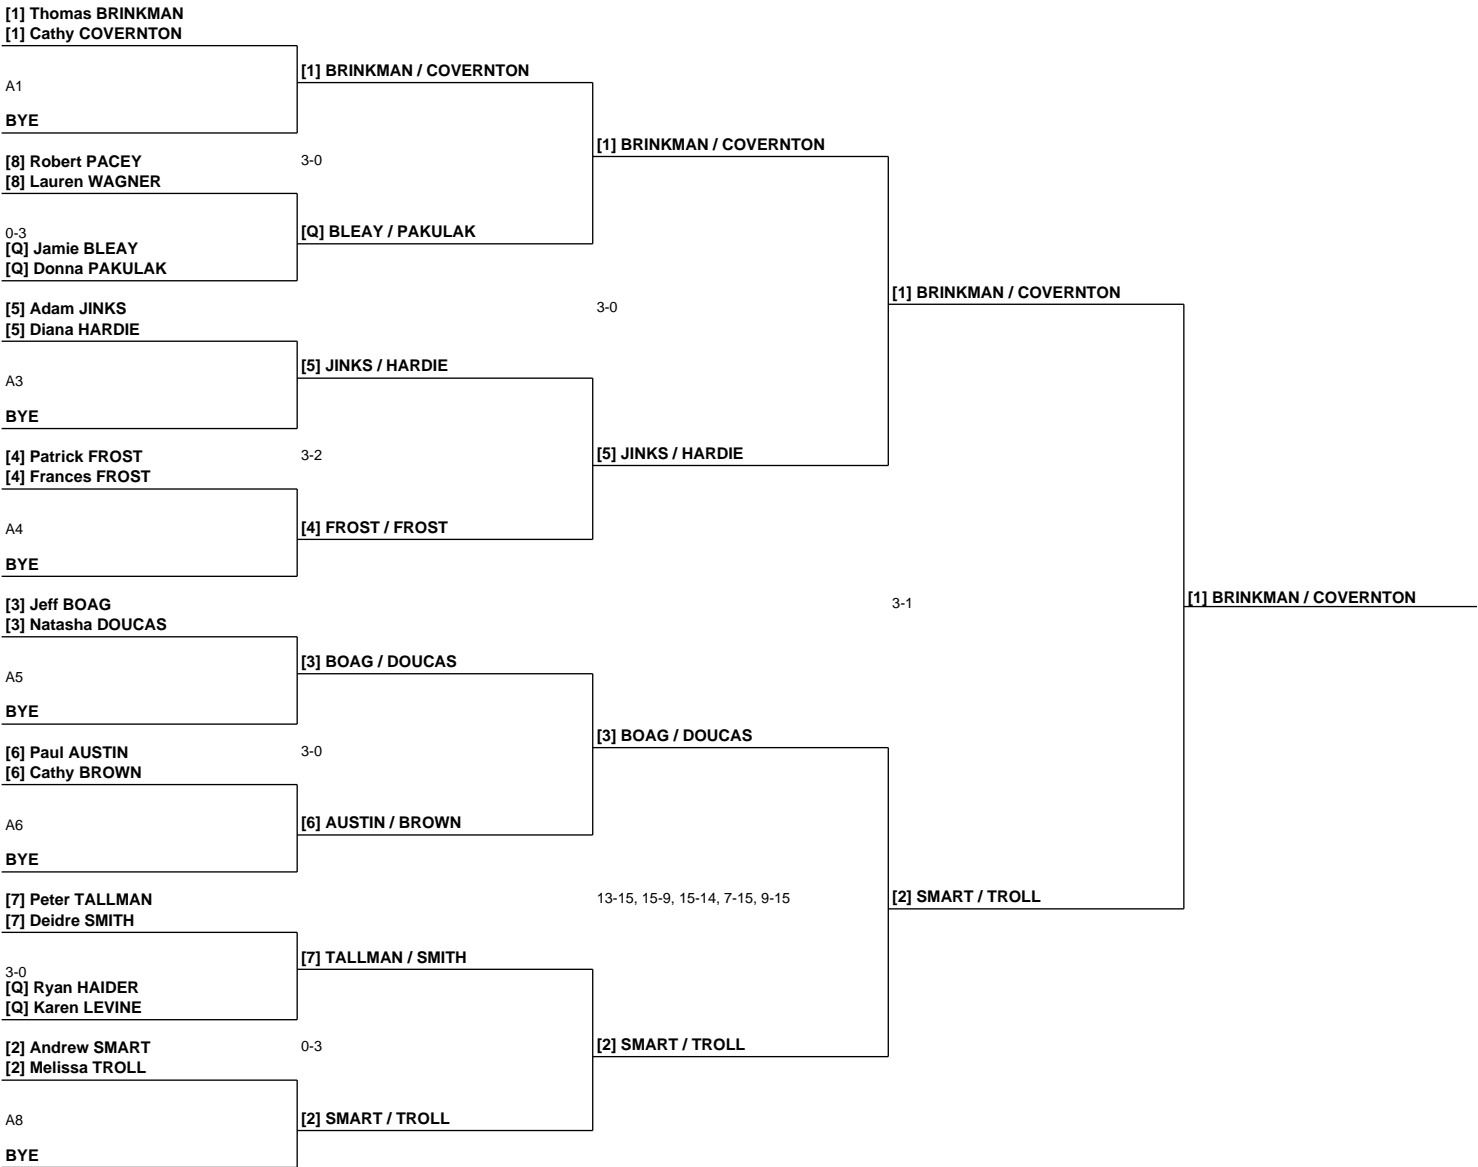 [1] Thomas BRINKMAN
[1] Cathy COVERNTON
A1
BYE
[8] Robert PACEY
[8] Lauren WAGNER
0-3
[Q] Jamie BLEAY
[Q] Donna PAKULAK
[5] Adam JINKS
[5] Diana HARDIE
A3
BYE
[4] Patrick FROST
[4] Frances FROST
A4
BYE
[3] Jeff BOAG
[3] Natasha DOUCAS
A5
BYE
[6] Paul AUSTIN
[6] Cathy BROWN
A6
BYE
[7] Peter TALLMAN
[7] Deidre SMITH
3-0
[Q] Ryan HAIDER
[Q] Karen LEVINE
[2] Andrew SMART
[2] Melissa TROLL
A8
BYE
[1] BRINKMAN / COVERNTON
3-0
[Q] BLEAY / PAKULAK
[5] JINKS / HARDIE
3-2
[4] FROST / FROST
[3] BOAG / DOUCAS
3-0
[6] AUSTIN / BROWN
[7] TALLMAN / SMITH
0-3
[2] SMART / TROLL
[1] BRINKMAN / COVERNTON
3-0
[5] JINKS / HARDIE
[3] BOAG / DOUCAS
13-15, 15-9, 15-14, 7-15, 9-15
[2] SMART / TROLL
[1] BRINKMAN / COVERNTON
3-1
[2] SMART / TROLL
[1] BRINKMAN / COVERNTON